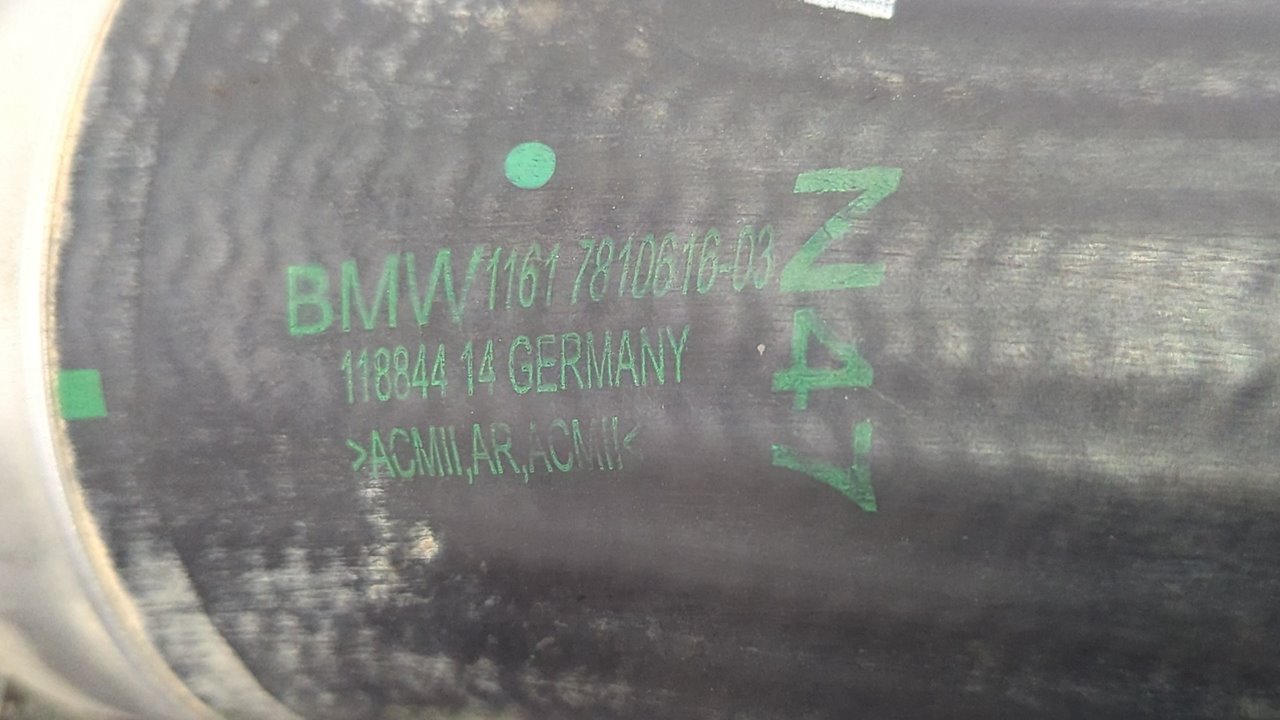 BMW 1161 7810616-03
118844 14 GERMANY
>ACMII,AR,ACMII<
N47